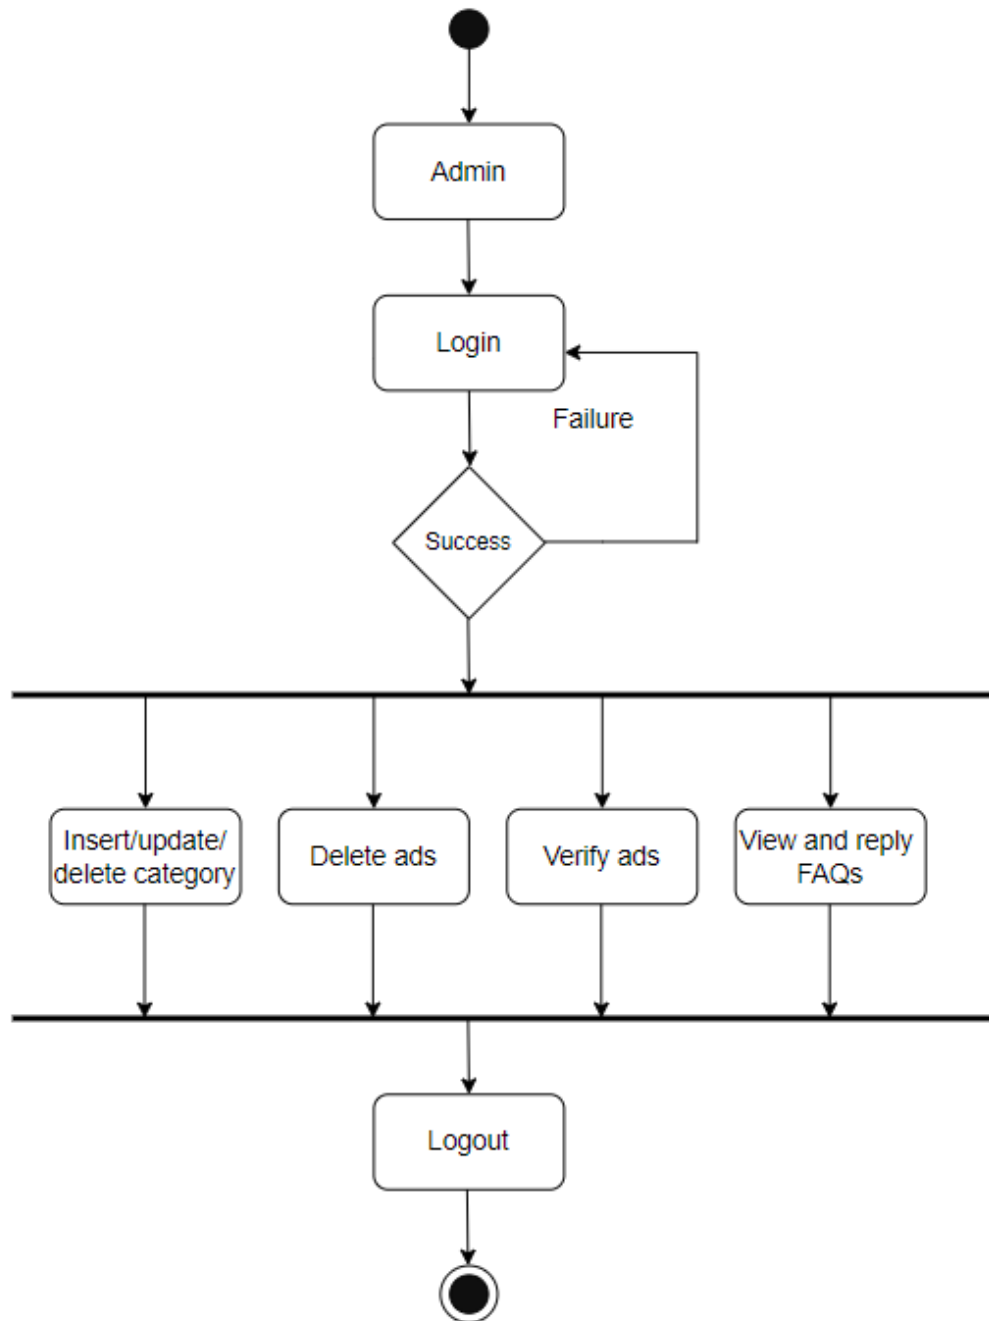 Admin
Login
Failure
Success
Insert/update/
delete category
Delete ads
Verify ads
View and reply
FAQs
Logout